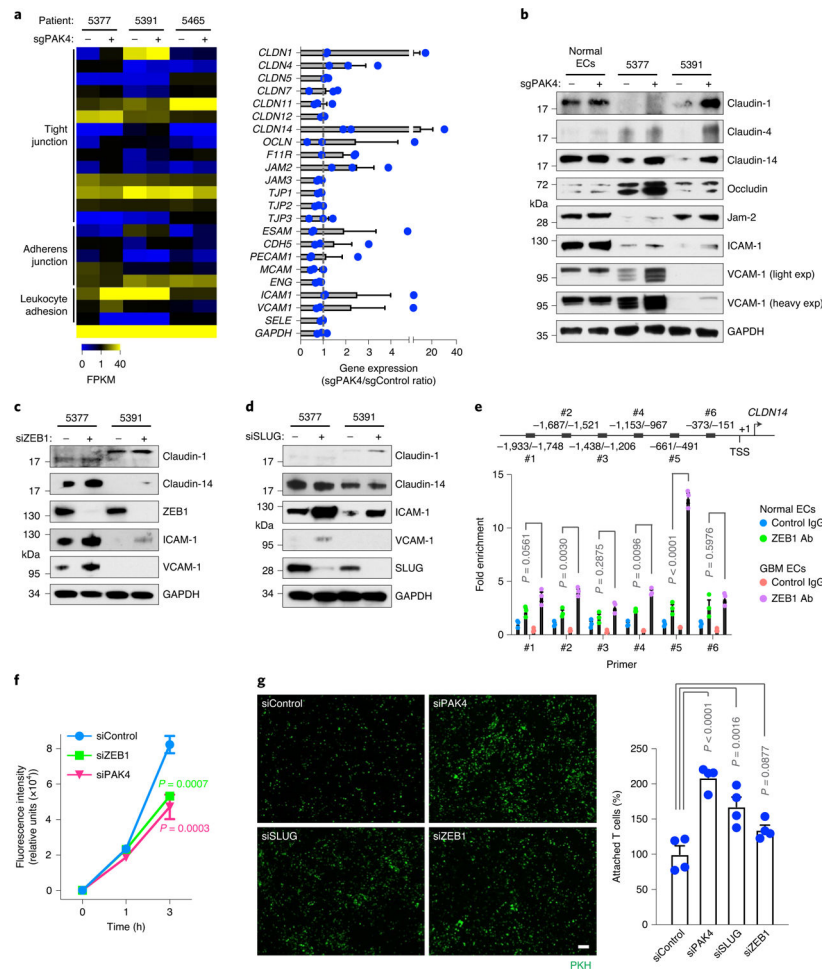 a
Patient: 5377 5391 5465
sgPAK4: – + – + – +
Tight
junction
Adherens
junction
Leukocyte
adhesion
0 1 40
FPKM
CLDN1
CLDN4
CLDN5
CLDN7
CLDN11
CLDN12
CLDN14
OCLN
F11R
JAM2
JAM3
TJP1
TJP2
TJP3
ESAM
CDH5
PECAM1
MCAM
ENG
ICAM1
VCAM1
SELE
GAPDH
0 1 2 3 4 20 40
Gene expression
(sgPAK4/sgControl ratio)
b
Normal
ECs 5377 5391
sgPAK4: – + – + – +
17 Claudin-1
17 Claudin-4
17 Claudin-14
72 Occludin
52
kDa
28 Jam-2
130 ICAM-1
95 VCAM-1 (light exp)
95 VCAM-1 (heavy exp)
35 GAPDH
c
5377 5391
siZEB1: – + – +
17 Claudin-1
17 Claudin-14
130 ZEB1
130 ICAM-1
kDa
95 VCAM-1
34 GAPDH
d
5377 5391
siSLUG: – + – +
17 Claudin-1
17 Claudin-14
130 ICAM-1
kDa
95 VCAM-1
28 SLUG
34 GAPDH
e
#2 #4 #6 CLDN14
–1,687/–1,521 –1,153/–967 –373/–151 +1
–1,933/–1,748 –1,438/–1,206 –661/–491 TSS
#1 #3 #5
15
10
5
0
Fold enrichment
P = 0.0561
P = 0.0030
P = 0.2875
P = 0.0096
P < 0.0001
P = 0.5976
#1 #2 #3 #4 #5 #6
Primer
Normal ECs
Control IgG
ZEB1 Ab
GBM ECs
Control IgG
ZEB1 Ab
f
siControl
siZEB1
siPAK4
8
6
4
2
0
Fluorescence intensity
(relative units (×10⁴))
P = 0.0007
P = 0.0003
0 1 3
Time (h)
g
siControl siPAK4
siSLUG siZEB1
PKH
P < 0.0001
P = 0.0016
P = 0.0877
250
200
150
100
50
0
Attached T cells (%)
siControl
siPAK4
siSLUG
siZEB1